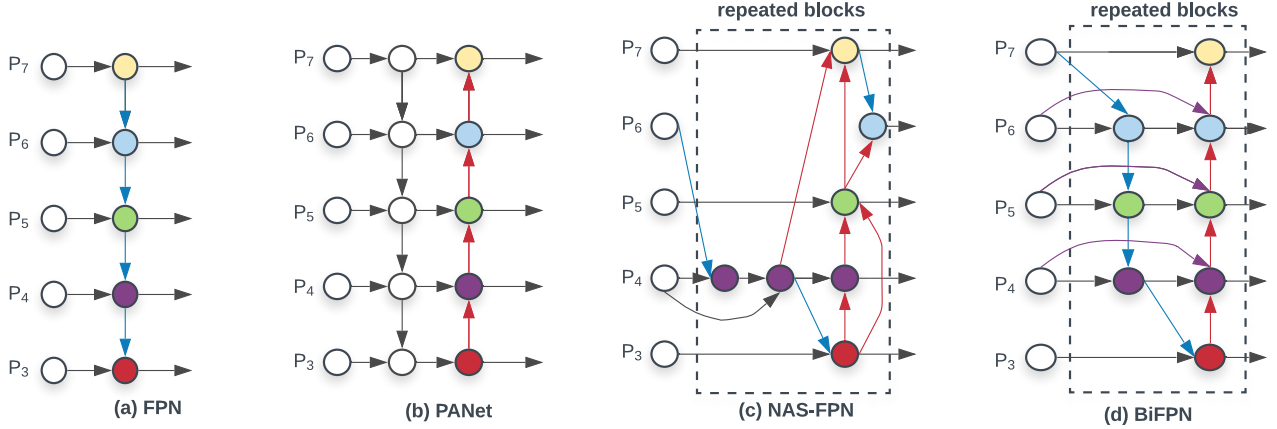 repeated blocks
repeated blocks
P7
P6
P5
P4
P3
(a) FPN
P7
P6
P5
P4
P3
(b) PANet
P7
P6
P5
P4
P3
(c) NAS-FPN
P7
P6
P5
P4
P3
(d) BiFPN